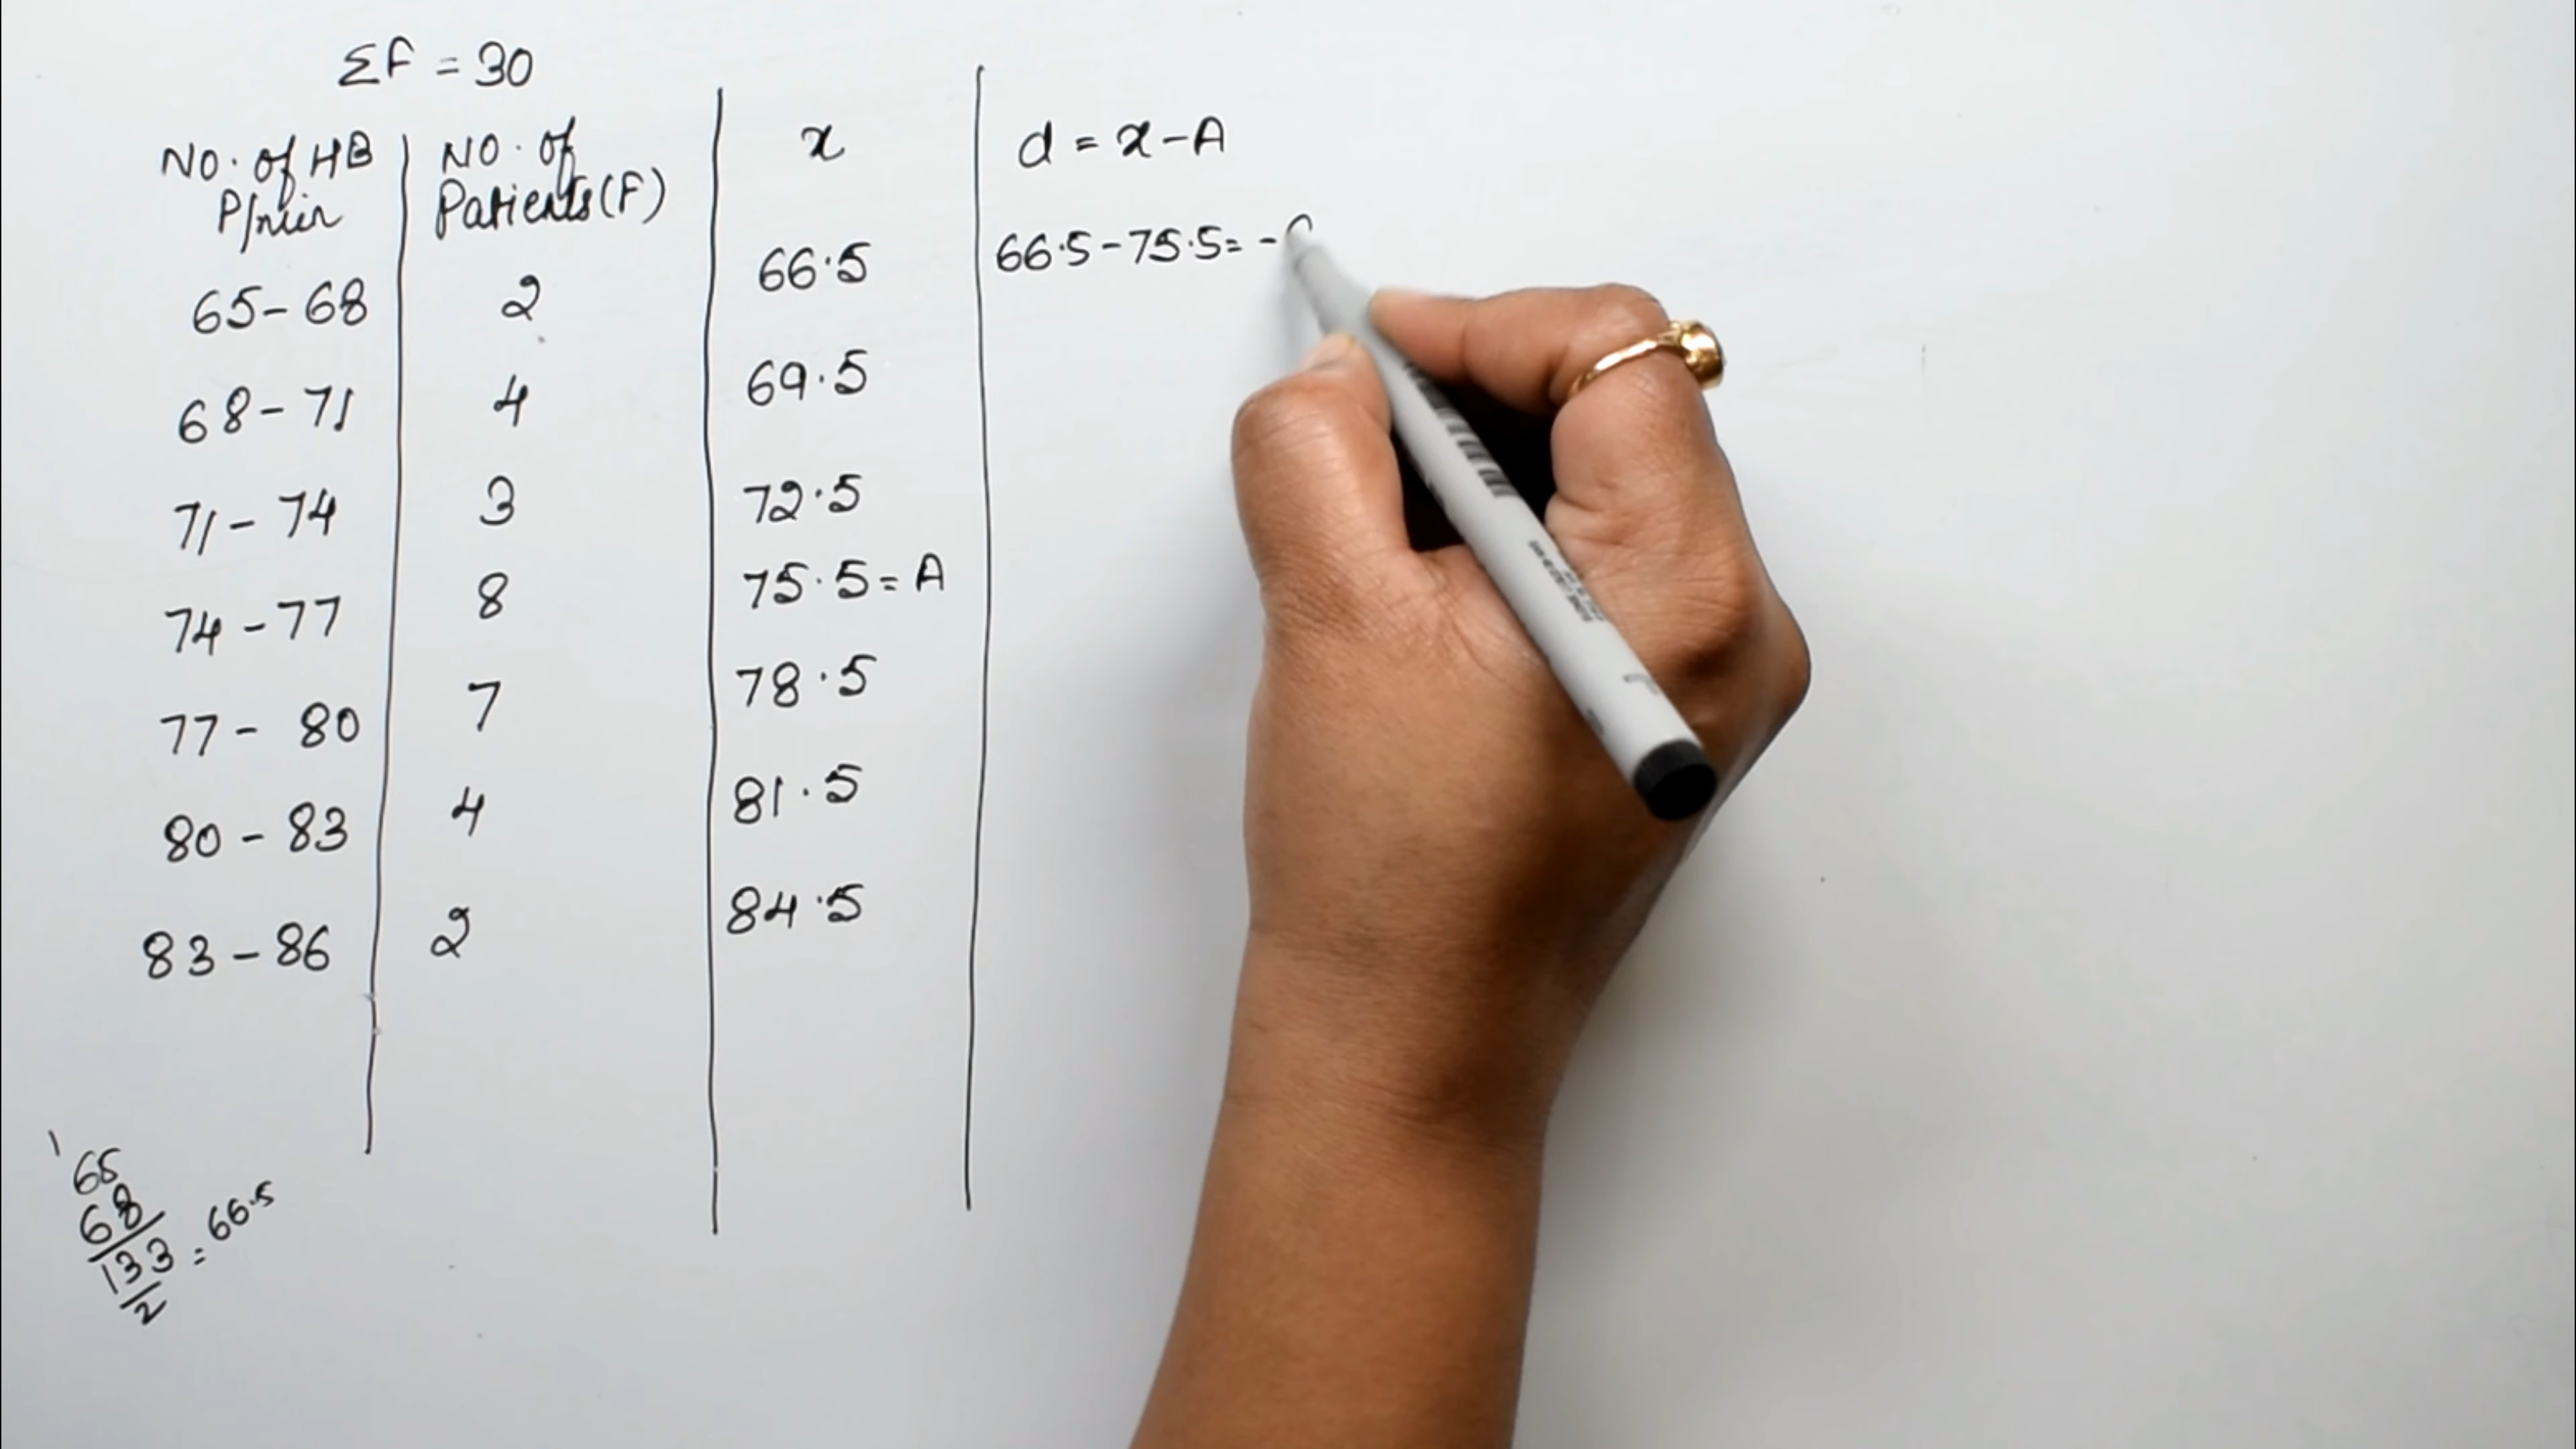 ΣF = 30
NO. of HB P/min
NO. of Patients (F)
x
d = x - A
65 - 68
2
66.5
66.5 - 75.5 = -
68 - 71
4
69.5
71 - 74
3
72.5
74 - 77
8
75.5 = A
77 - 80
7
78.5
80 - 83
4
81.5
83 - 86
2
84.5
1
65
68
133
2
= 66.5